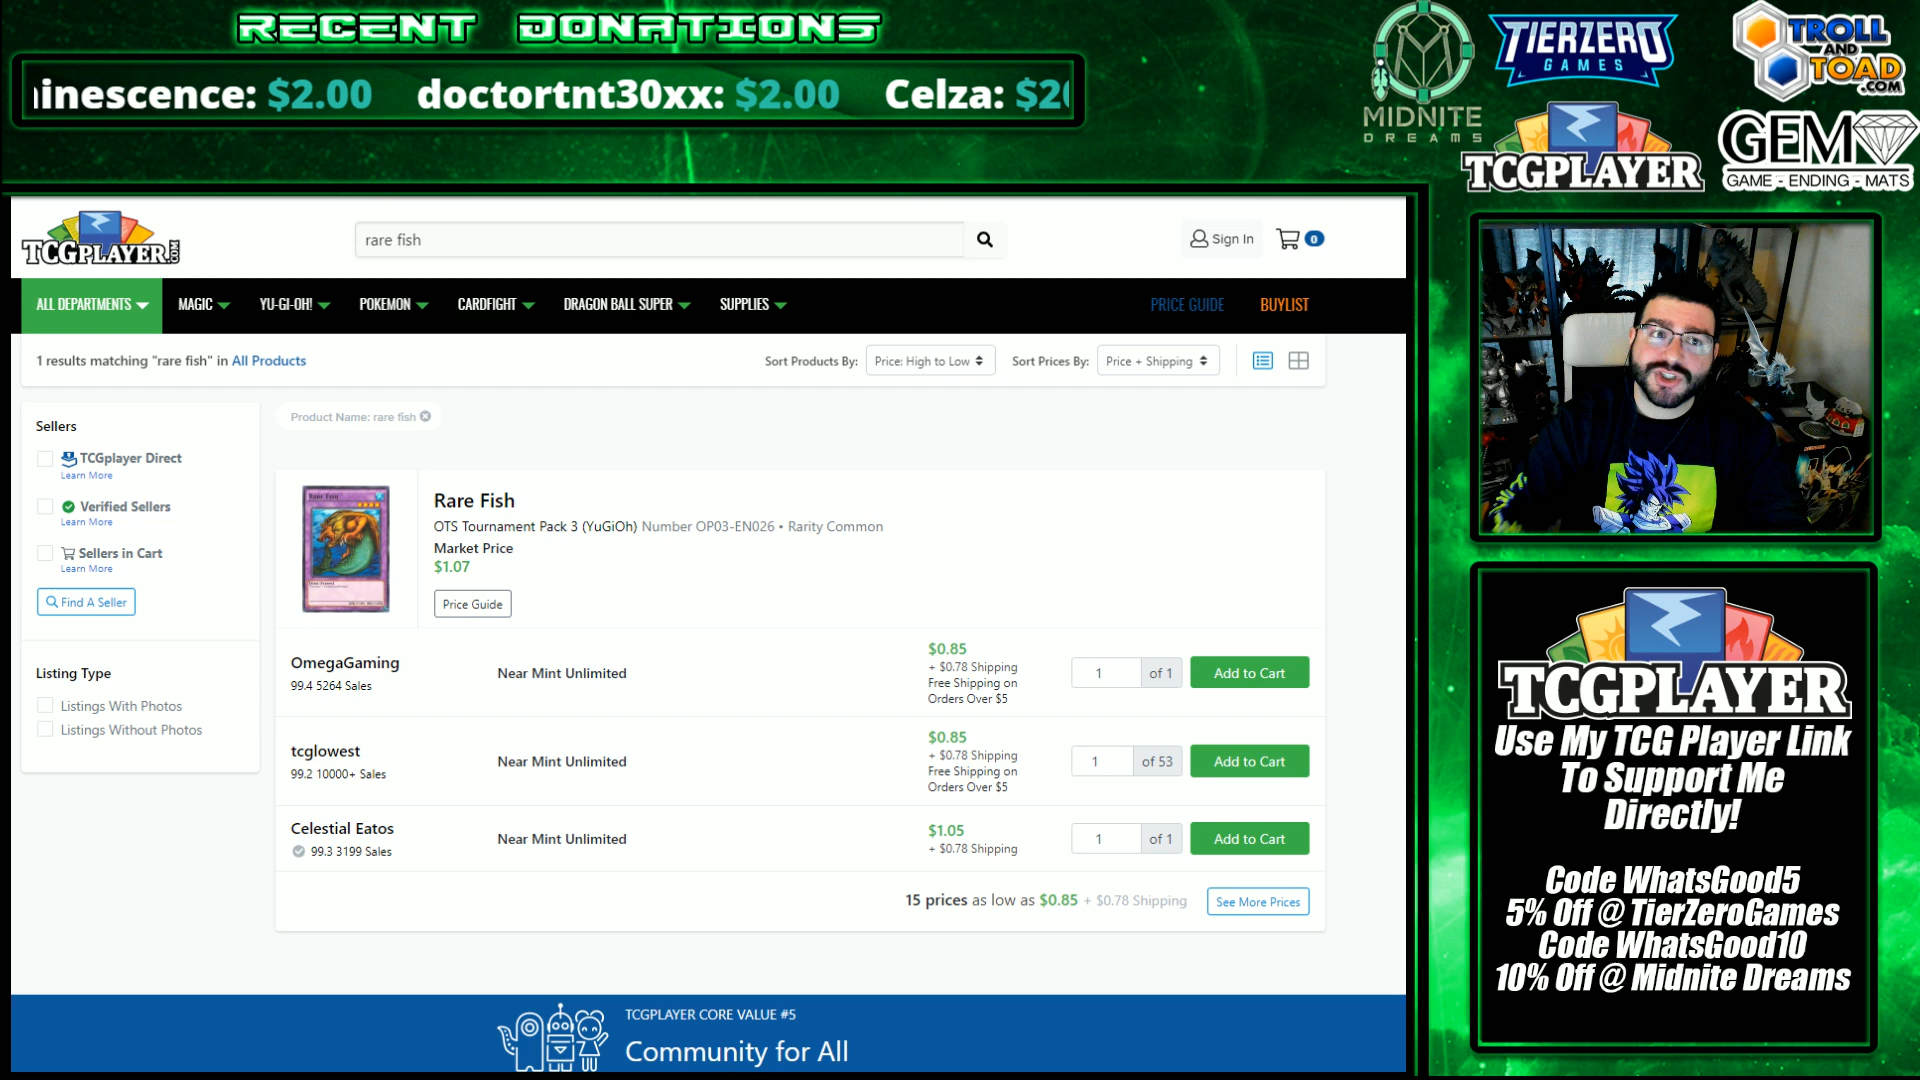 RECENT DONATIONS
inescence: $2.00 doctortnt30xx: $2.00 Celza: $20
MIDNITE
DREAMS
TIERZERO
GAMES
TROLL
AND
TOAD
.COM
TCGPLAYER
GEM
GAME - ENDING - MATS
TCGPLAYER.COM
rare fish
Sign In
0
ALL DEPARTMENTS
MAGIC
YU-GI-OH!
POKEMON
CARDFIGHT
DRAGON BALL SUPER
SUPPLIES
PRICE GUIDE
BUYLIST
1 results matching "rare fish" in All Products
Sort Products By: Price: High to Low
Sort Prices By: Price + Shipping
Product Name: rare fish
Sellers
TCGplayer Direct
Learn More
Verified Sellers
Learn More
Sellers in Cart
Learn More
Find A Seller
Listing Type
Listings With Photos
Listings Without Photos
Rare Fish
Rare Fish
OTS Tournament Pack 3 (YuGiOh) Number OP03-EN026 • Rarity Common
Market Price
$1.07
Price Guide
OmegaGaming
99.4 5264 Sales
Near Mint Unlimited
$0.85
+ $0.78 Shipping
Free Shipping on
Orders Over $5
1 of 1
Add to Cart
tcglowest
99.2 10000+ Sales
Near Mint Unlimited
$0.85
+ $0.78 Shipping
Free Shipping on
Orders Over $5
1 of 53
Add to Cart
Celestial Eatos
99.3 3199 Sales
Near Mint Unlimited
$1.05
+ $0.78 Shipping
1 of 1
Add to Cart
15 prices as low as $0.85 + $0.78 Shipping
See More Prices
TCGPLAYER CORE VALUE #5
Community for All
TCGPLAYER
Use My TCG Player Link
To Support Me
Directly!
Code WhatsGood5
5% Off @ TierZeroGames
Code WhatsGood10
10% Off @ Midnite Dreams